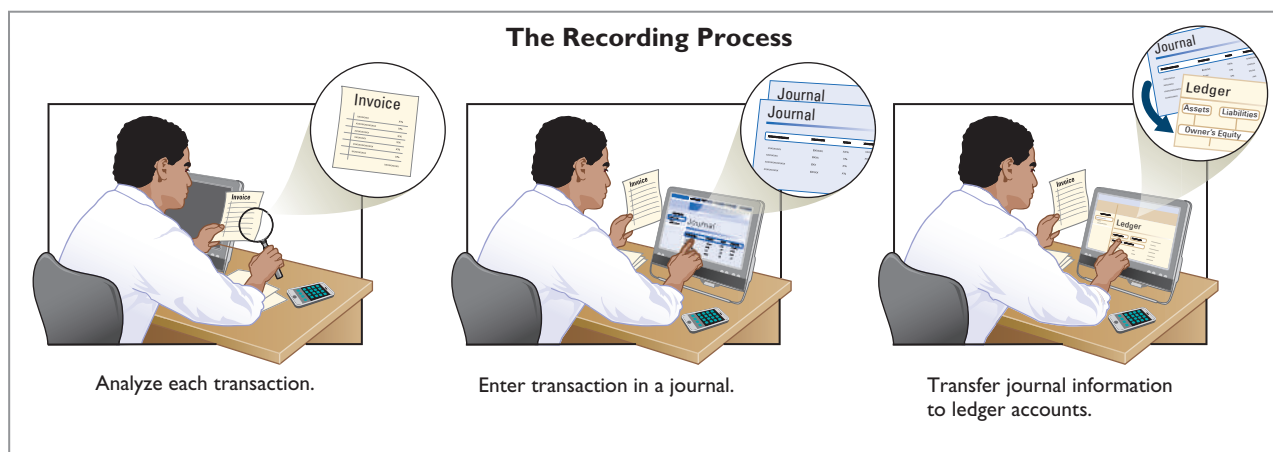 The Recording Process
Invoice
Invoice
Analyze each transaction.
Journal
Journal
Invoice
Journal
Enter transaction in a journal.
Journal
Ledger
Assets Liabilities
Owner's Equity
Invoice
Ledger
Transfer journal information
to ledger accounts.